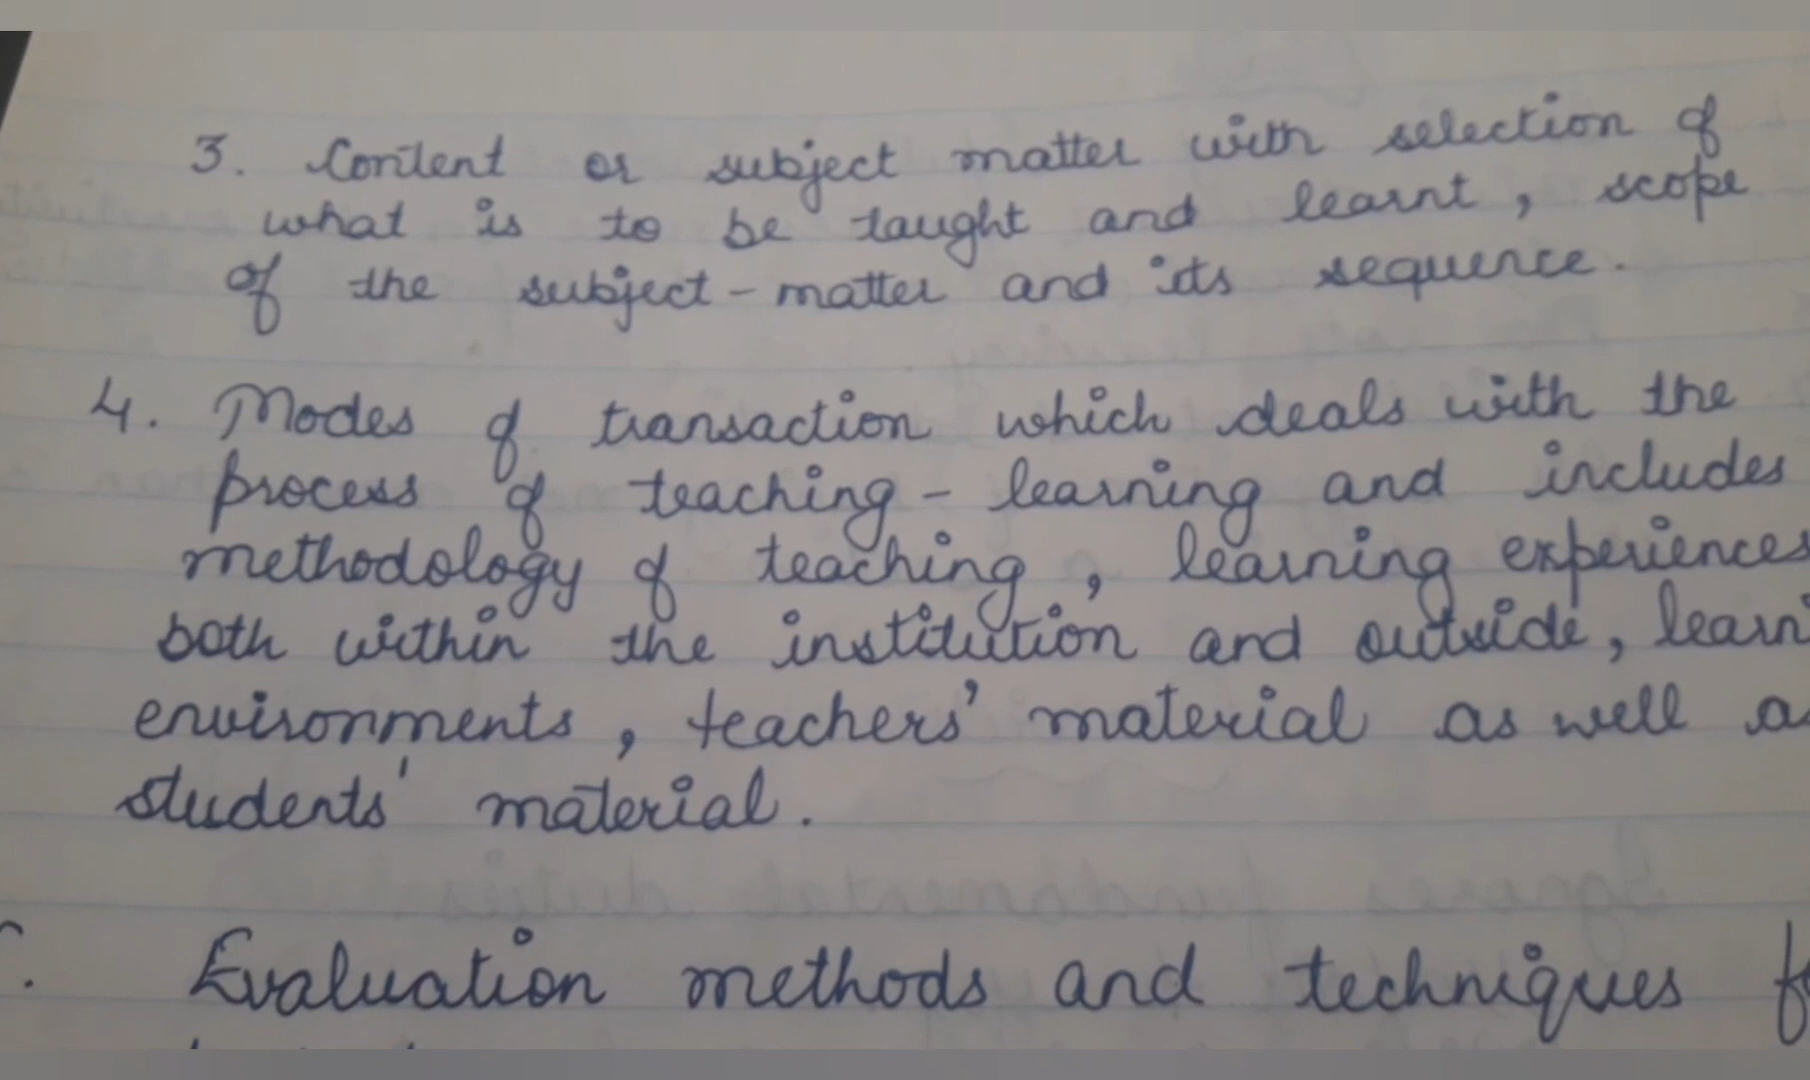 3. Content or subject matter with selection of
what is to be taught and learnt, scope
of the subject-matter and its sequence.
4. Modes of transaction which deals with the
process of teaching - learning and includes
methodology of teaching, learning experiences
both within the institution and outside, learni
environments, teachers' material as well as
students' material.
Evaluation methods and techniques